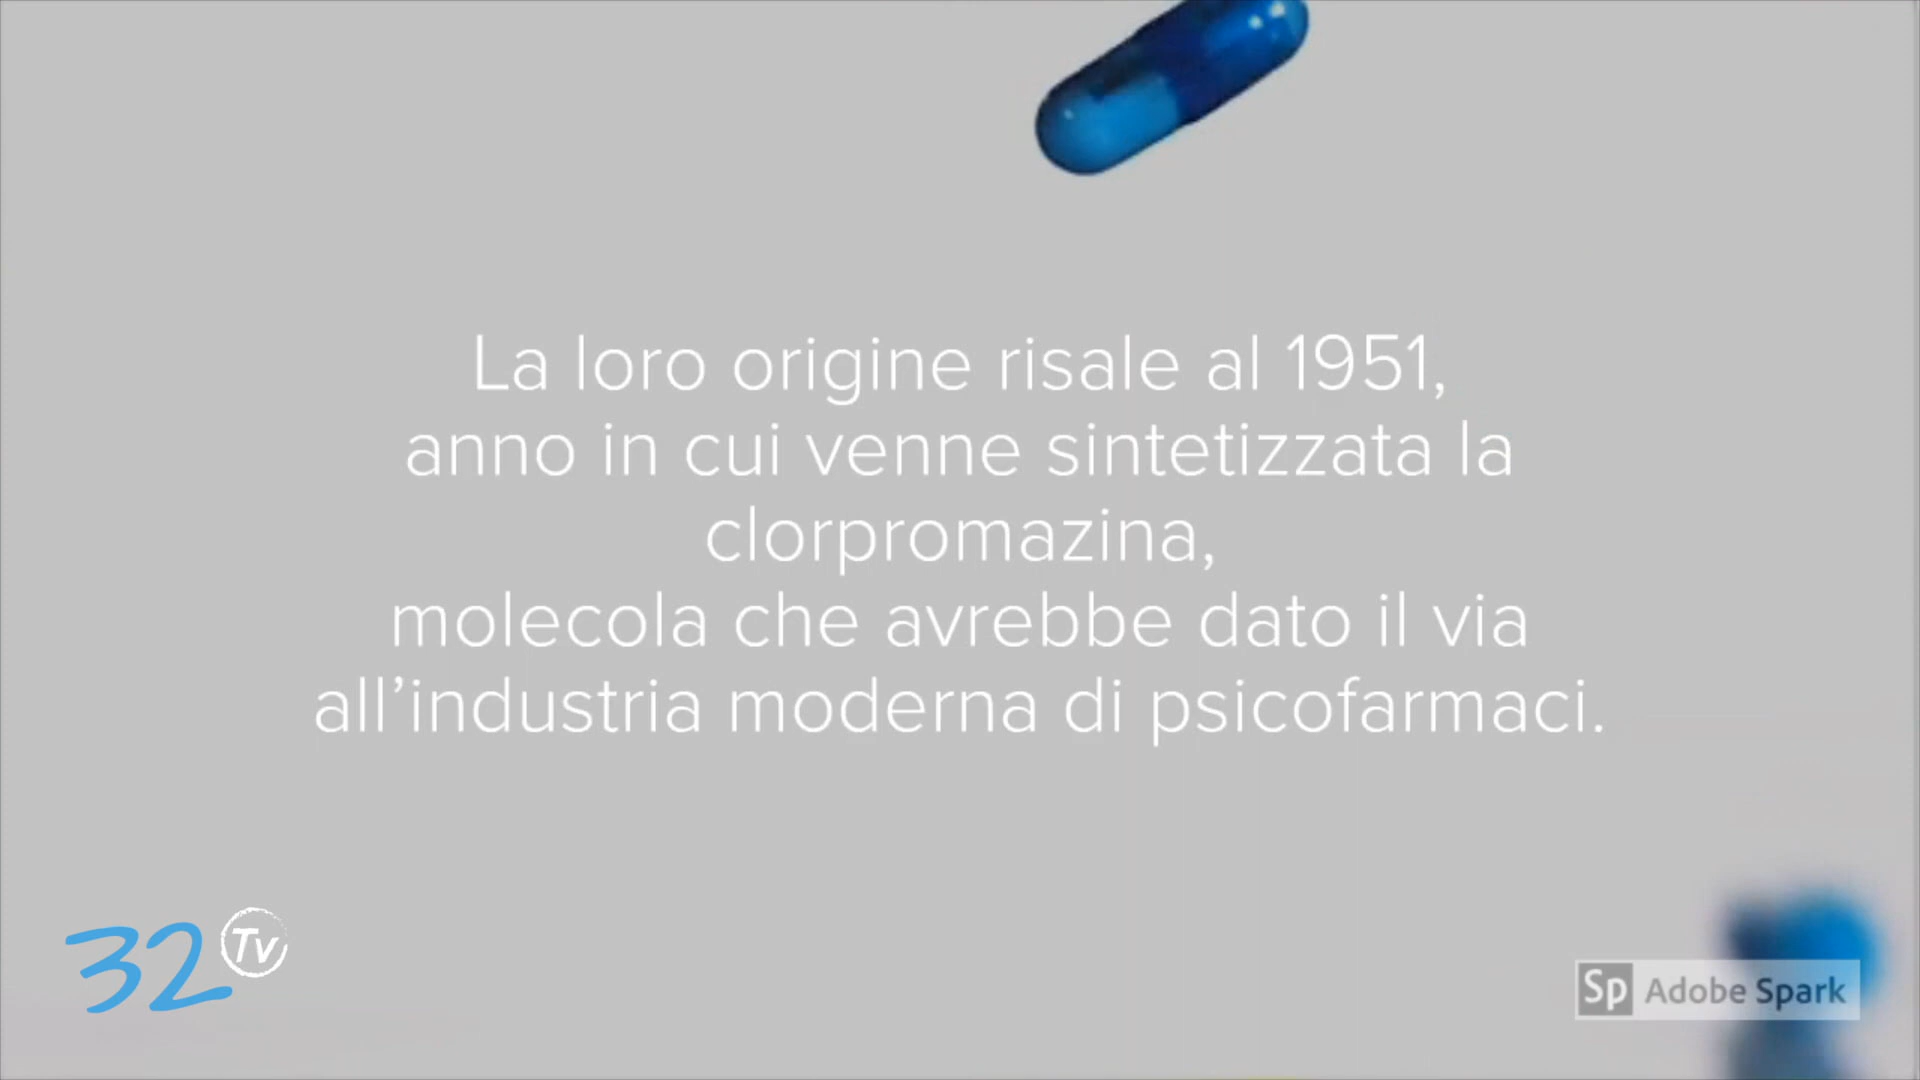 La loro origine risale al 1951,
anno in cui venne sintetizzata la
clorpromazina,
molecola che avrebbe dato il via
all’industria moderna di psicofarmaci.
32 Tv
Sp Adobe Spark